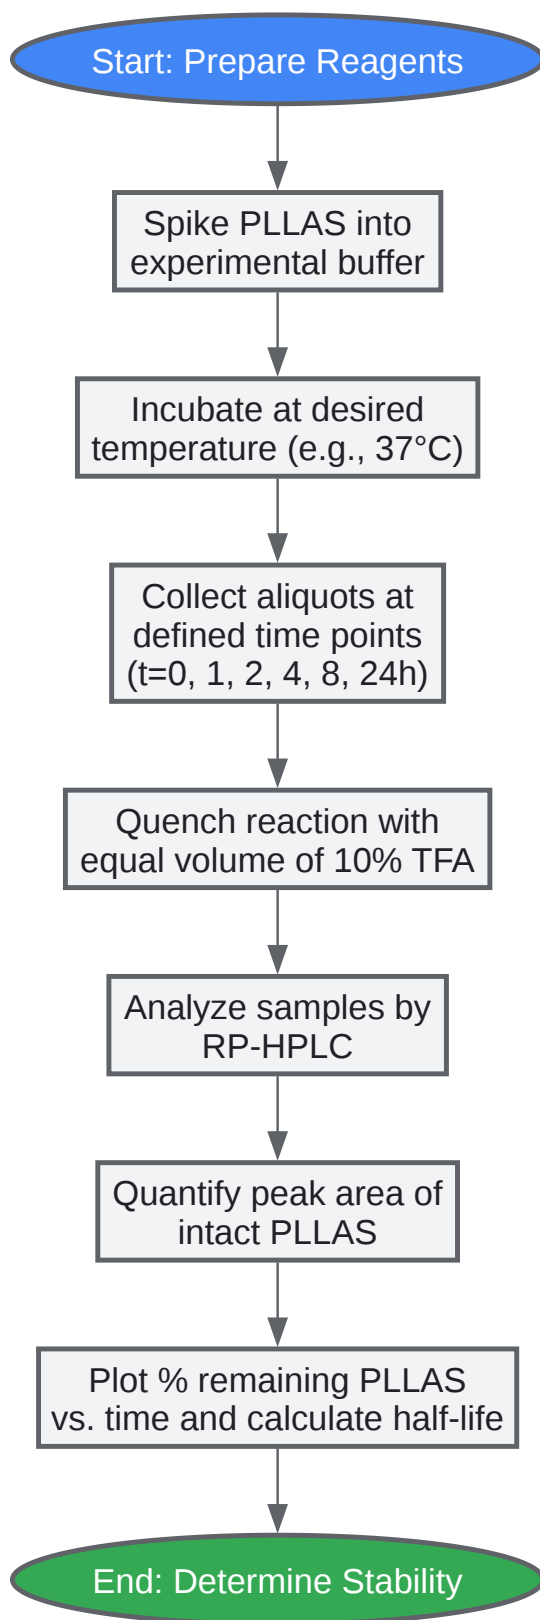 Start: Prepare Reagents
Spike PLLAS into
experimental buffer
Incubate at desired
temperature (e.g., 37°C)
Collect aliquots at
defined time points
(t=0, 1, 2, 4, 8, 24h)
Quench reaction with
equal volume of 10% TFA
Analyze samples by
RP-HPLC
Quantify peak area of
intact PLLAS
Plot % remaining PLLAS
vs. time and calculate half-life
End: Determine Stability